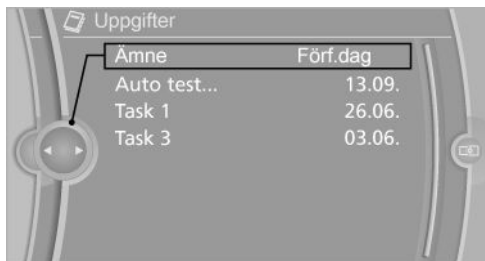 Uppgifter
Ämne Förf.dag
Auto test... 13.09.
Task 1 26.06.
Task 3 03.06.